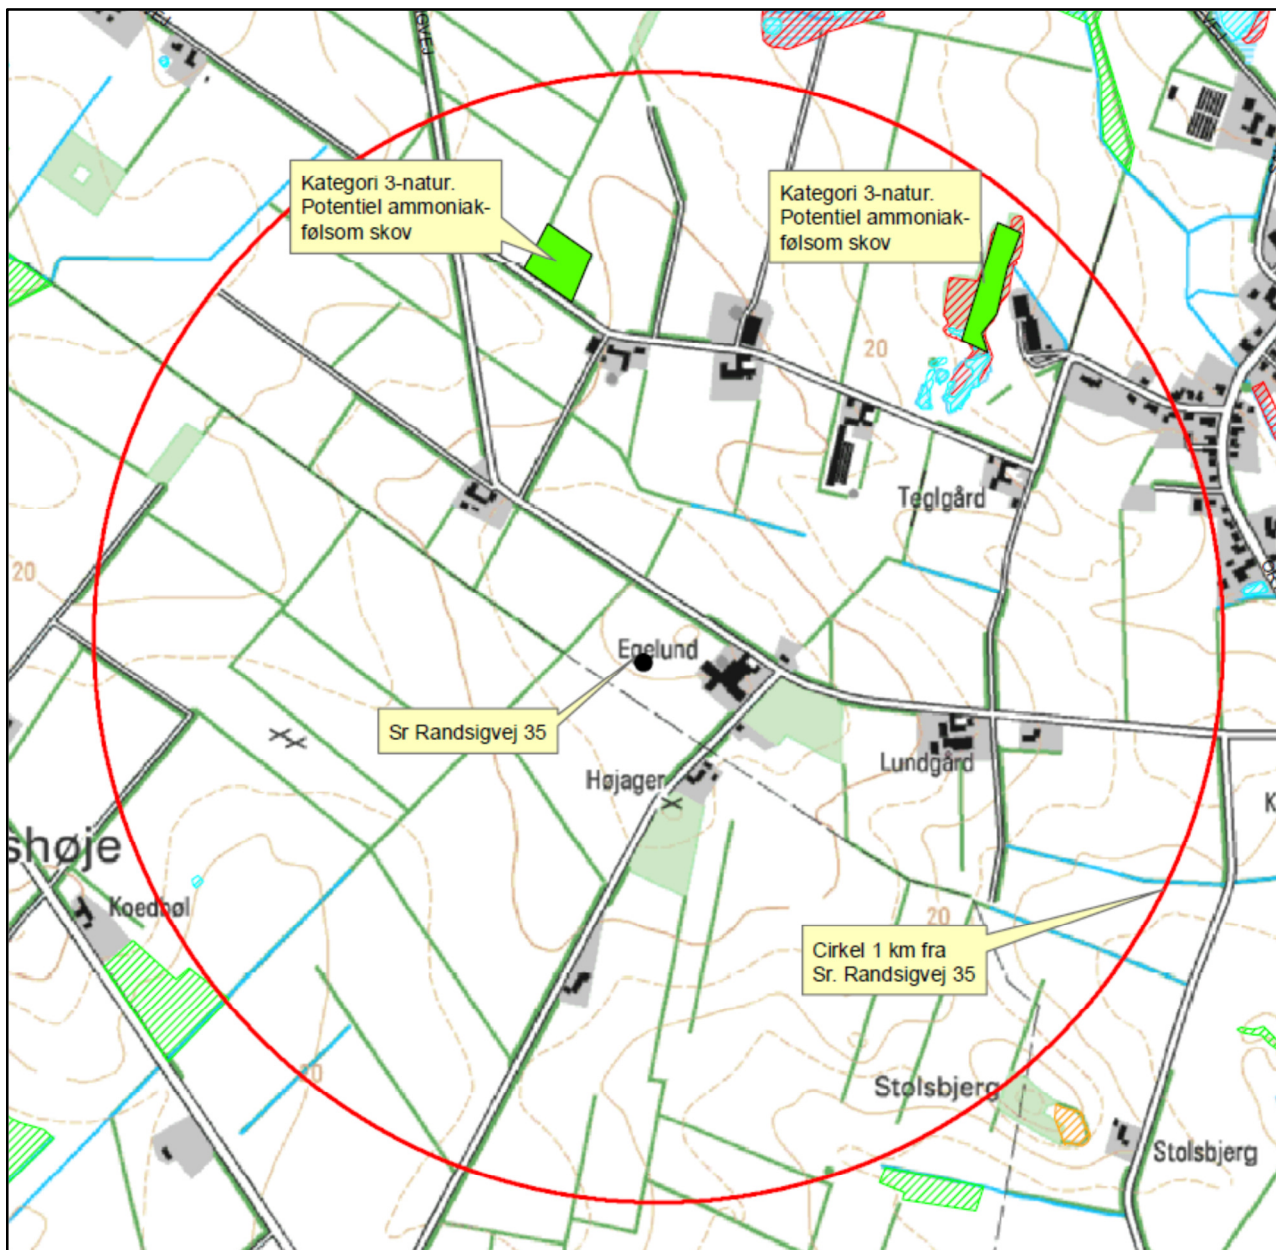 Kategori 3-natur.
Potentiel ammoniak-
følsom skov
Kategori 3-natur.
Potentiel ammoniak-
følsom skov
20
Teglgård
20
Egelund
Sr Randsigvej 35
Lundgård
Højager
shøje
Koedbøl
20
Cirkel 1 km fra
Sr. Randsigvej 35
Stolsbjerg
Stolsbjerg